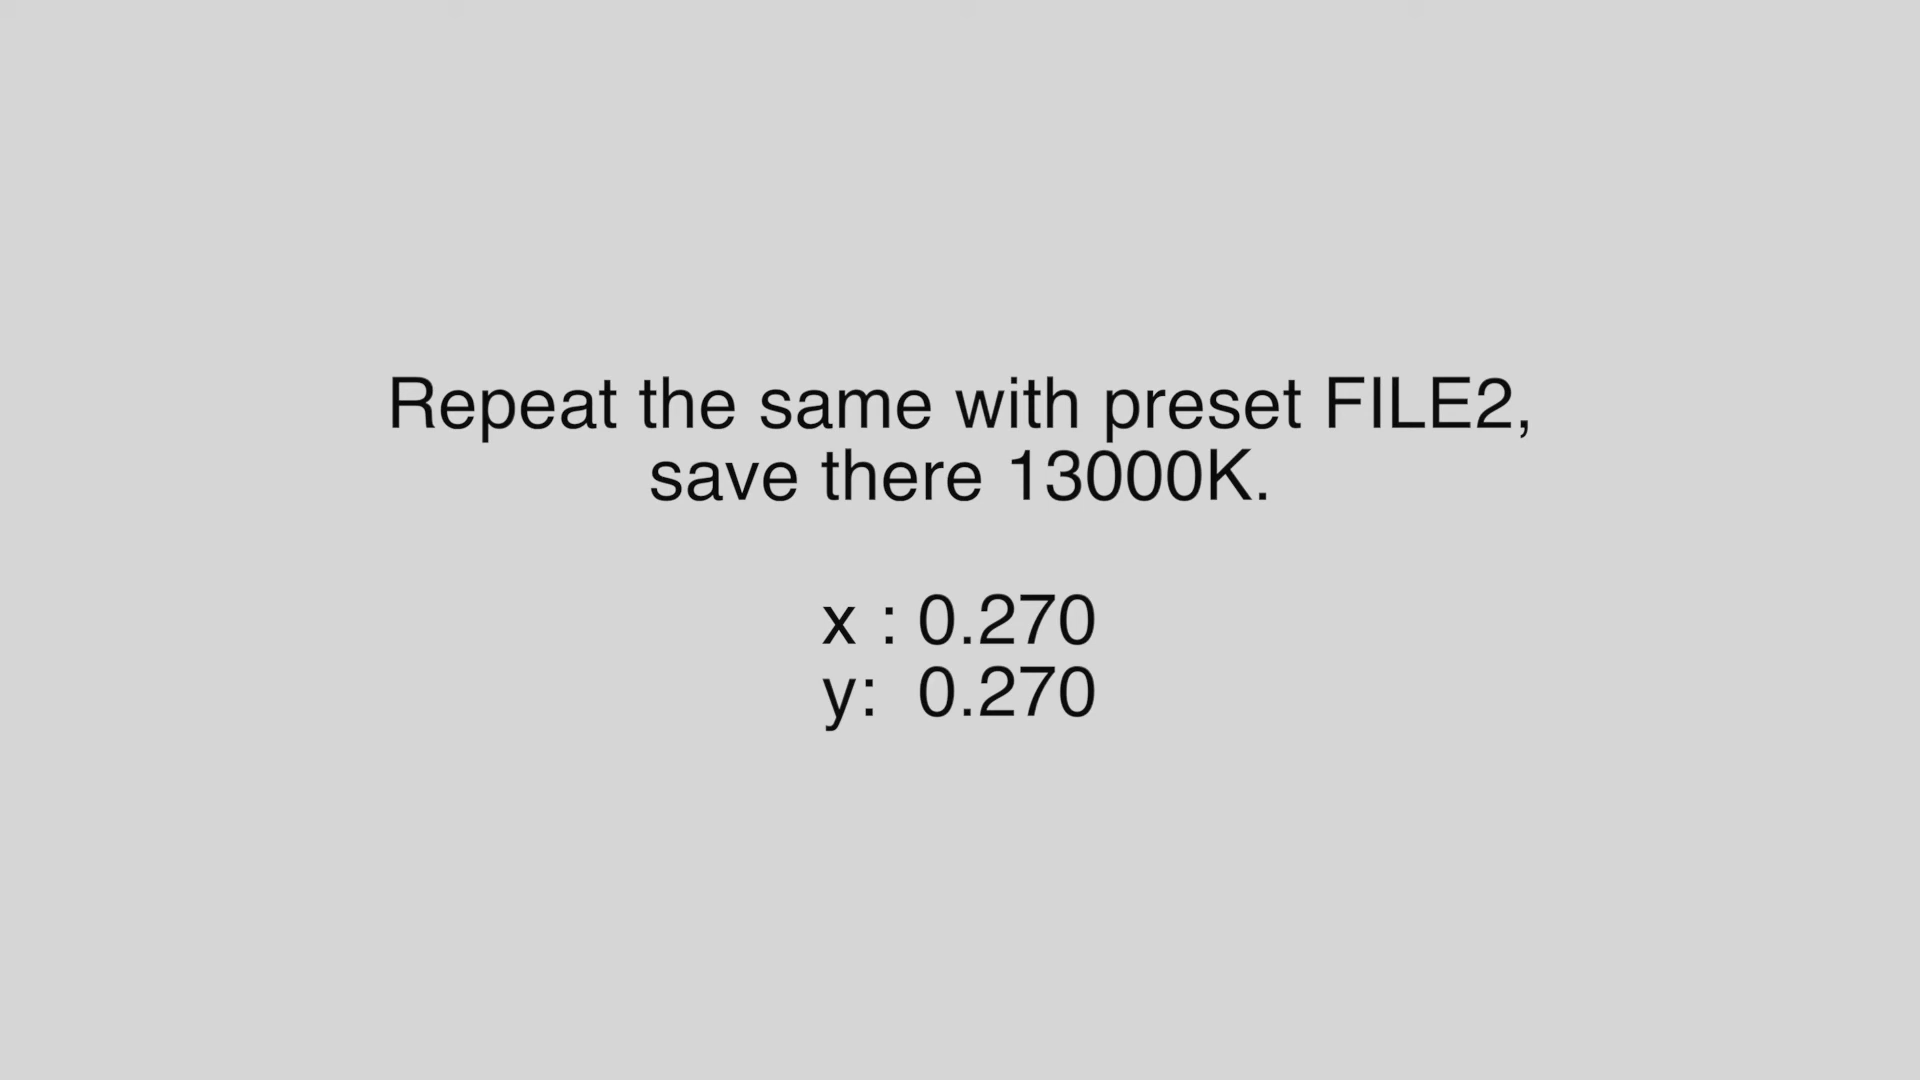 Repeat the same with preset FILE2,
save there 13000K.
x : 0.270
y: 0.270